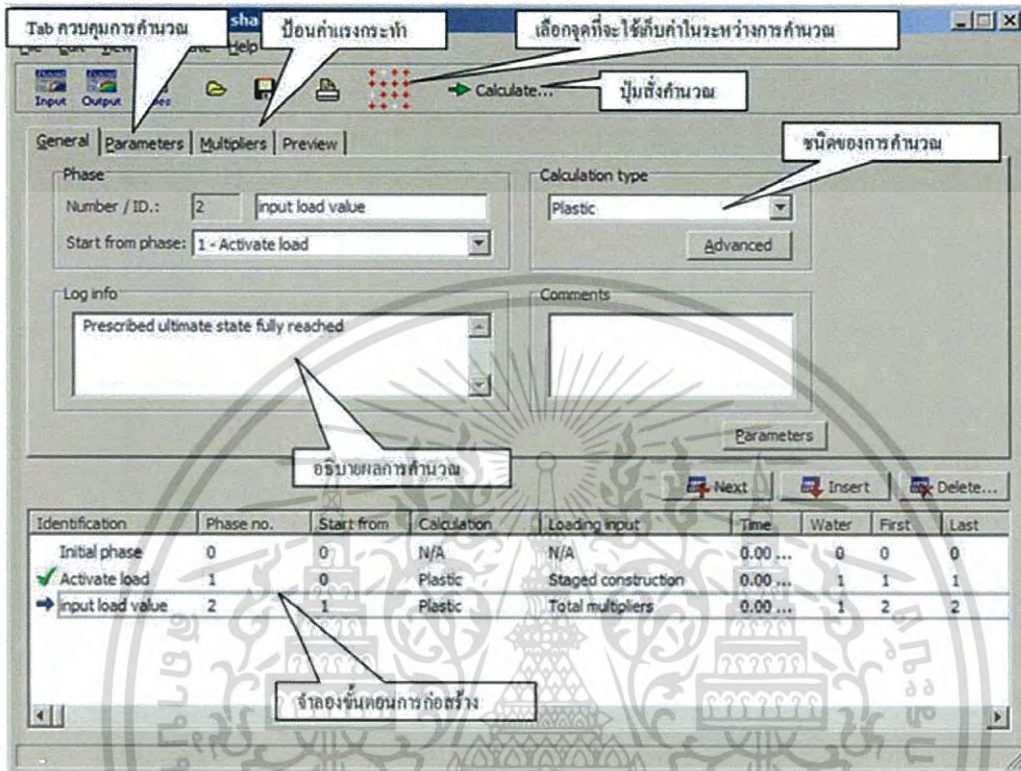 Tab ควบคุมการคำนวณ
ป้อนค่าแรงกระทำ
sha
เลือกจุดที่จะใช้เก็บค่าในระหว่างการคำนวณ
Help
Input
Output
Calculate...
ปุ่มสั่งคำนวณ
General
Parameters
Multipliers
Preview
ชนิดของการคำนวณ
Phase
Number / ID.:
2
input load value
Start from phase:
1 - Activate load
Calculation type
Plastic
Advanced
Log info
Prescribed ultimate state fully reached
Comments
Parameters
อธิบายผลการคำนวณ
Next
Insert
Delete...
Identification Phase no. Start from Calculation Loading input Time Water First Last
Initial phase 0 0 N/A N/A 0.00 ... 0 0 0
Activate load 1 0 Plastic Staged construction 0.00 ... 1 1 1
input load value 2 1 Plastic Total multipliers 0.00 ... 1 2 2
จำลองขั้นตอนการก่อสร้าง